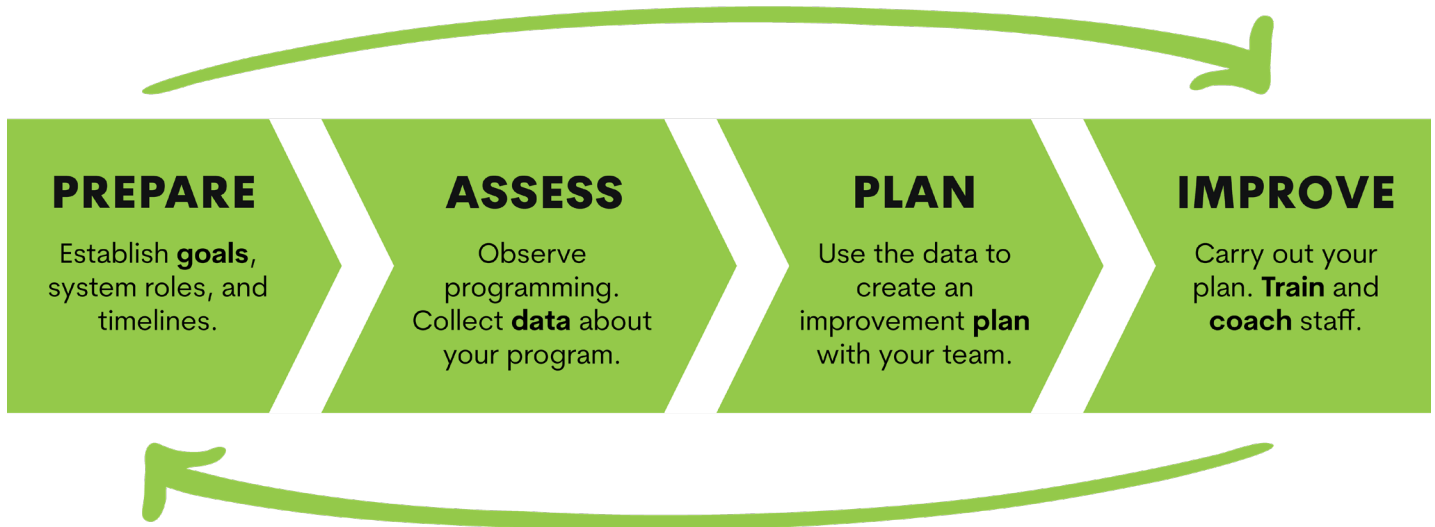 PREPARE
Establish goals,
system roles, and
timelines.
ASSESS
Observe
programming.
Collect data about
your program.
PLAN
Use the data to
create an
improvement plan
with your team.
IMPROVE
Carry out your
plan. Train and
coach staff.